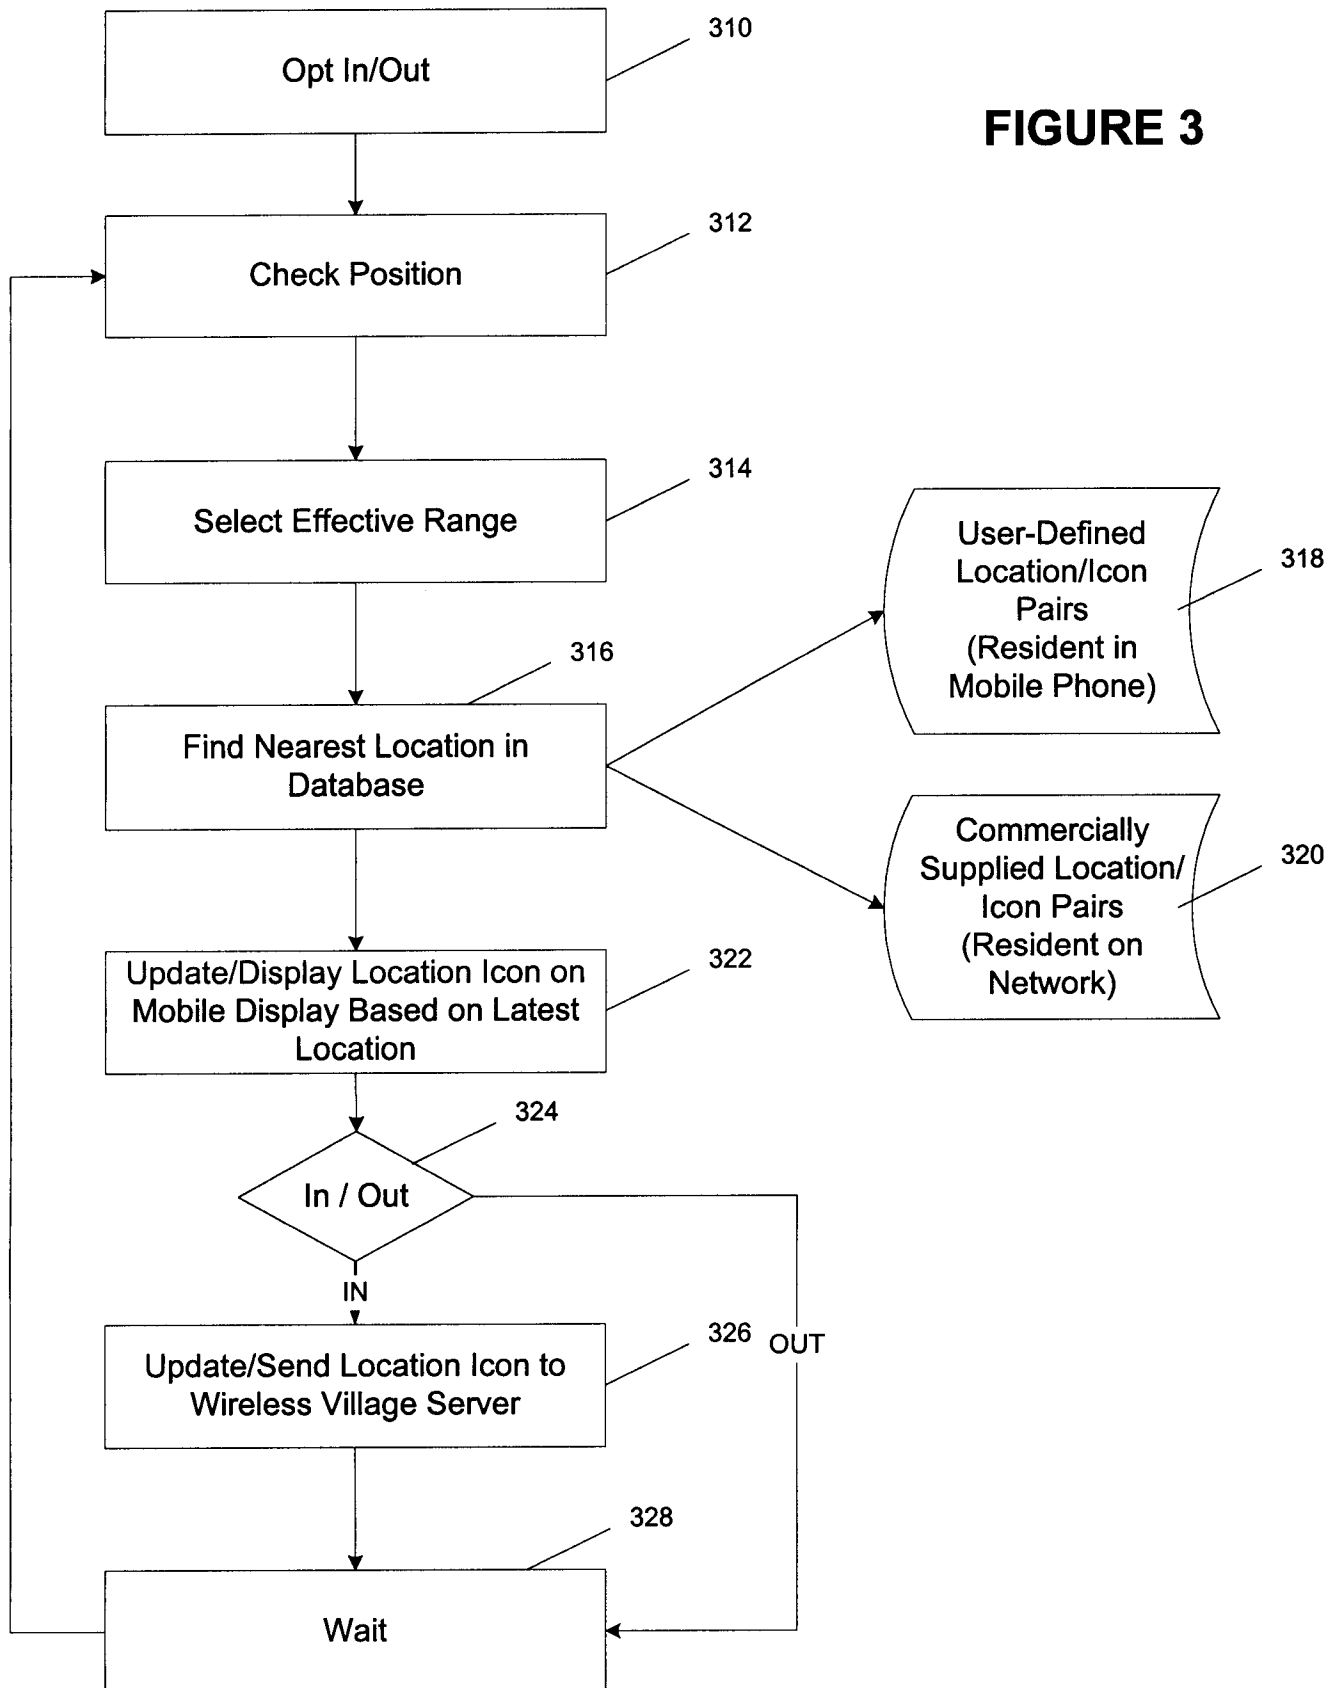 310
Opt In/Out
FIGURE 3
312
Check Position
314
Select Effective Range
User-Defined
Location/Icon
Pairs
(Resident in
Mobile Phone)
318
316
Find Nearest Location in
Database
Commercially
Supplied Location/
Icon Pairs
(Resident on
Network)
320
322
Update/Display Location Icon on
Mobile Display Based on Latest
Location
324
In / Out
IN
OUT
326
Update/Send Location Icon to
Wireless Village Server
328
Wait